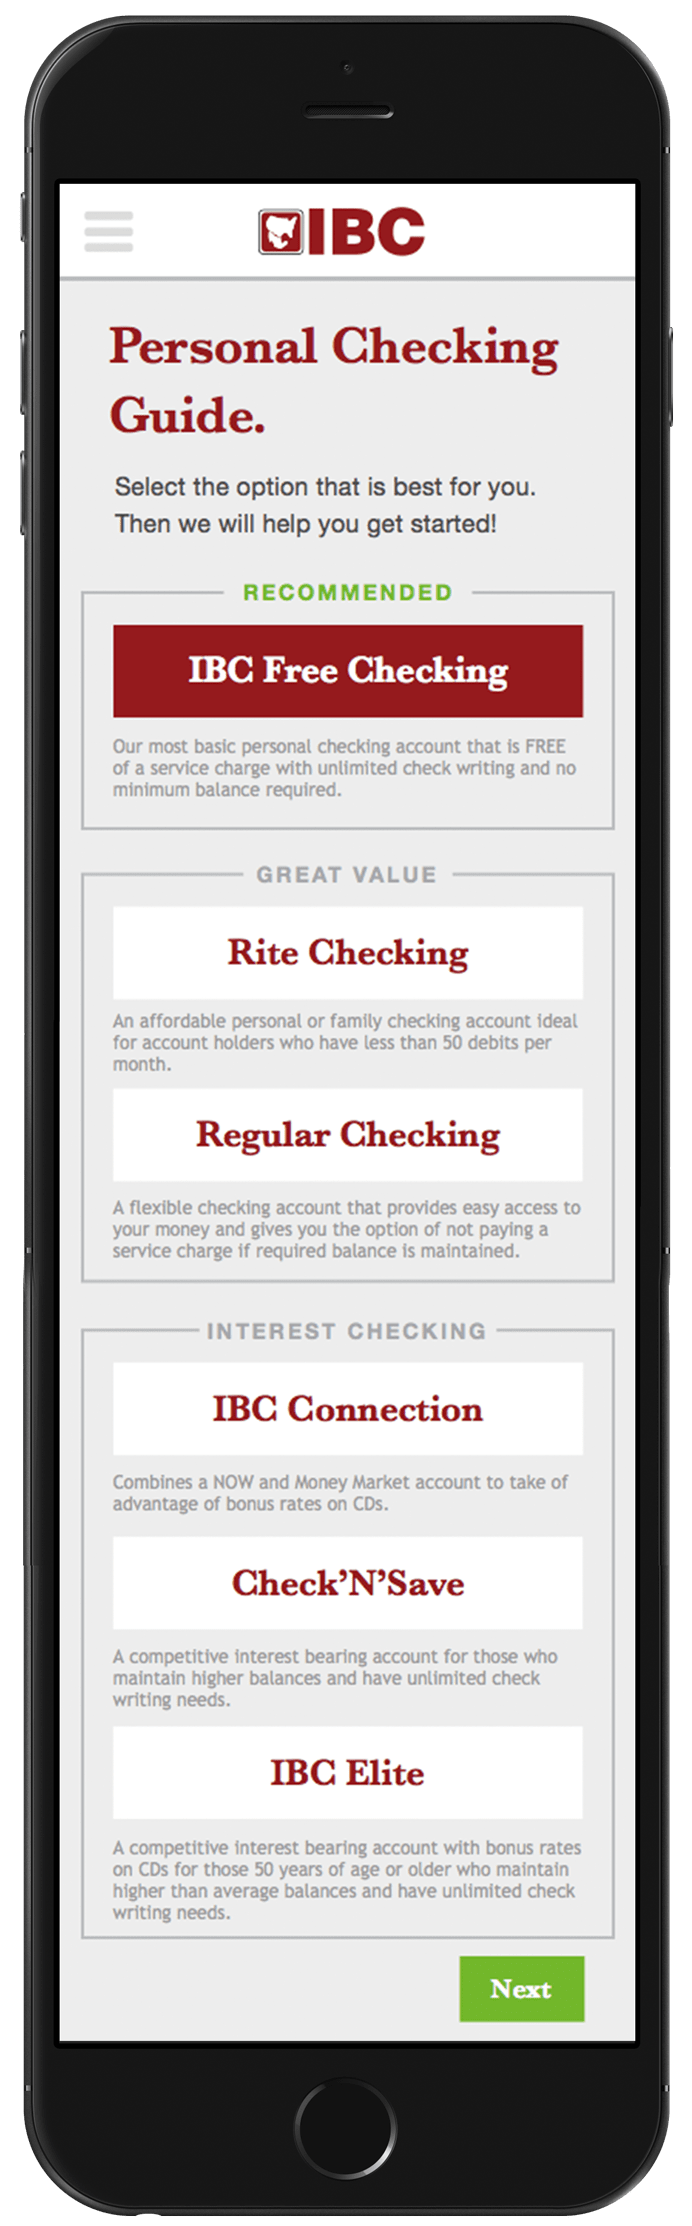 IBC
Personal Checking
Guide.
Select the option that is best for you.
Then we will help you get started!
RECOMMENDED
IBC Free Checking
Our most basic personal checking account that is FREE
of a service charge with unlimited check writing and no
minimum balance required.
GREAT VALUE
Rite Checking
An affordable personal or family checking account ideal
for account holders who have less than 50 debits per
month.
Regular Checking
A flexible checking account that provides easy access to
your money and gives you the option of not paying a
service charge if required balance is maintained.
INTEREST CHECKING
IBC Connection
Combines a NOW and Money Market account to take of
advantage of bonus rates on CDs.
Check’N’Save
A competitive interest bearing account for those who
maintain higher balances and have unlimited check
writing needs.
IBC Elite
A competitive interest bearing account with bonus rates
on CDs for those 50 years of age or older who maintain
higher than average balances and have unlimited check
writing needs.
Next